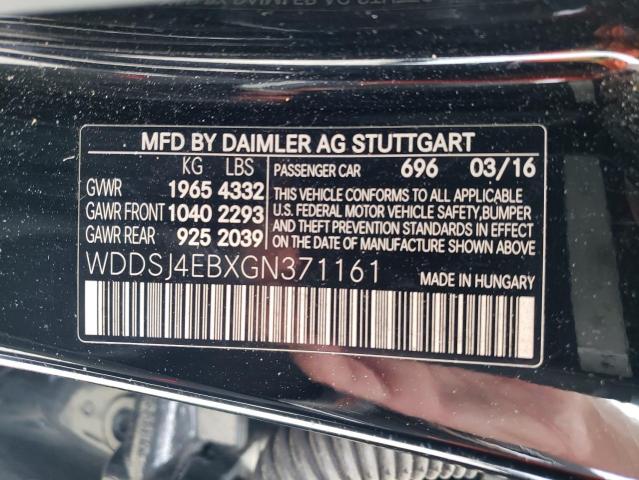 MFD BY DAIMLER AG STUTTGART
KG LBS
GVWR 1965 4332
GAWR FRONT 1040 2293
GAWR REAR 925 2039
PASSENGER CAR 696 03/16
THIS VEHICLE CONFORMS TO ALL APPLICABLE
U.S. FEDERAL MOTOR VEHICLE SAFETY,BUMPER
AND THEFT PREVENTION STANDARDS IN EFFECT
ON THE DATE OF MANUFACTURE SHOWN ABOVE.
WDDSJ4EBXGN371161
MADE IN HUNGARY